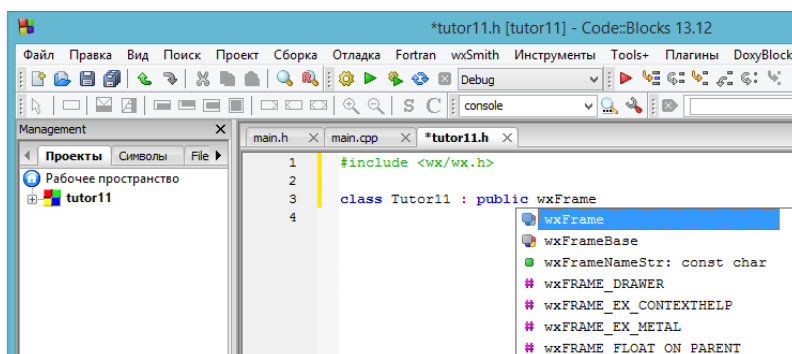 *tutor11.h [tutor11] - Code::Blocks 13.12
Файл Правка Вид Поиск Проект Сборка Отладка Fortran wxSmith Инструменты Tools+ Плагины DoxyBlock
Debug
S C console
Management X
main.h main.cpp *tutor11.h
Проекты Символы File
1 #include <wx/wx.h>
Рабочее пространство
2
tutor11
3 class Tutor11 : public wxFrame
4
wxFrame
wxFrameBase
wxFrameNameStr: const char
# wxFRAME_DRAWER
# wxFRAME_EX_CONTEXTHELP
# wxFRAME_EX_METAL
# wxFRAME_FLOAT_ON_PARENT